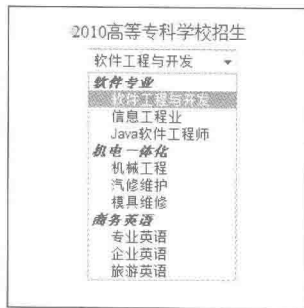 2010高等专科学校招生
软件工程与开发
软件专业
软件工程与开发
信息工程业
Java软件工程师
机电一体化
机械工程
汽修维护
模具维修
商务英语
专业英语
企业英语
旅游英语